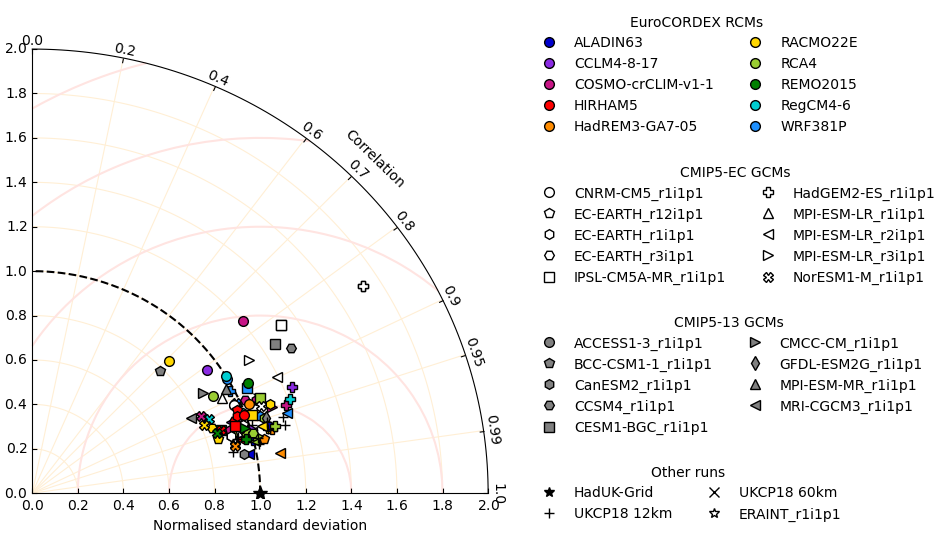 EuroCORDEX RCMs
ALADIN63 RACMO22E
CCLM4-8-17 RCA4
COSMO-crCLIM-v1-1 REMO2015
HIRHAM5 RegCM4-6
HadREM3-GA7-05 WRF381P
CMIP5-EC GCMs
CNRM-CM5_r1i1p1 HadGEM2-ES_r1i1p1
EC-EARTH_r12i1p1 MPI-ESM-LR_r1i1p1
EC-EARTH_r1i1p1 MPI-ESM-LR_r2i1p1
EC-EARTH_r3i1p1 MPI-ESM-LR_r3i1p1
IPSL-CM5A-MR_r1i1p1 NorESM1-M_r1i1p1
CMIP5-13 GCMs
ACCESS1-3_r1i1p1 CMCC-CM_r1i1p1
BCC-CSM1-1_r1i1p1 GFDL-ESM2G_r1i1p1
CanESM2_r1i1p1 MPI-ESM-MR_r1i1p1
CCSM4_r1i1p1 MRI-CGCM3_r1i1p1
CESM1-BGC_r1i1p1
Other runs
HadUK-Grid UKCP18 60km
UKCP18 12km ERAINT_r1i1p1
0.0
0.2
0.4
0.6
0.7
0.8
0.9
0.95
0.99
1.0
Correlation
2.0
1.8
1.6
1.4
1.2
1.0
0.8
0.6
0.4
0.2
0.0
0.0 0.2 0.4 0.6 0.8 1.0 1.2 1.4 1.6 1.8 2.0
Normalised standard deviation